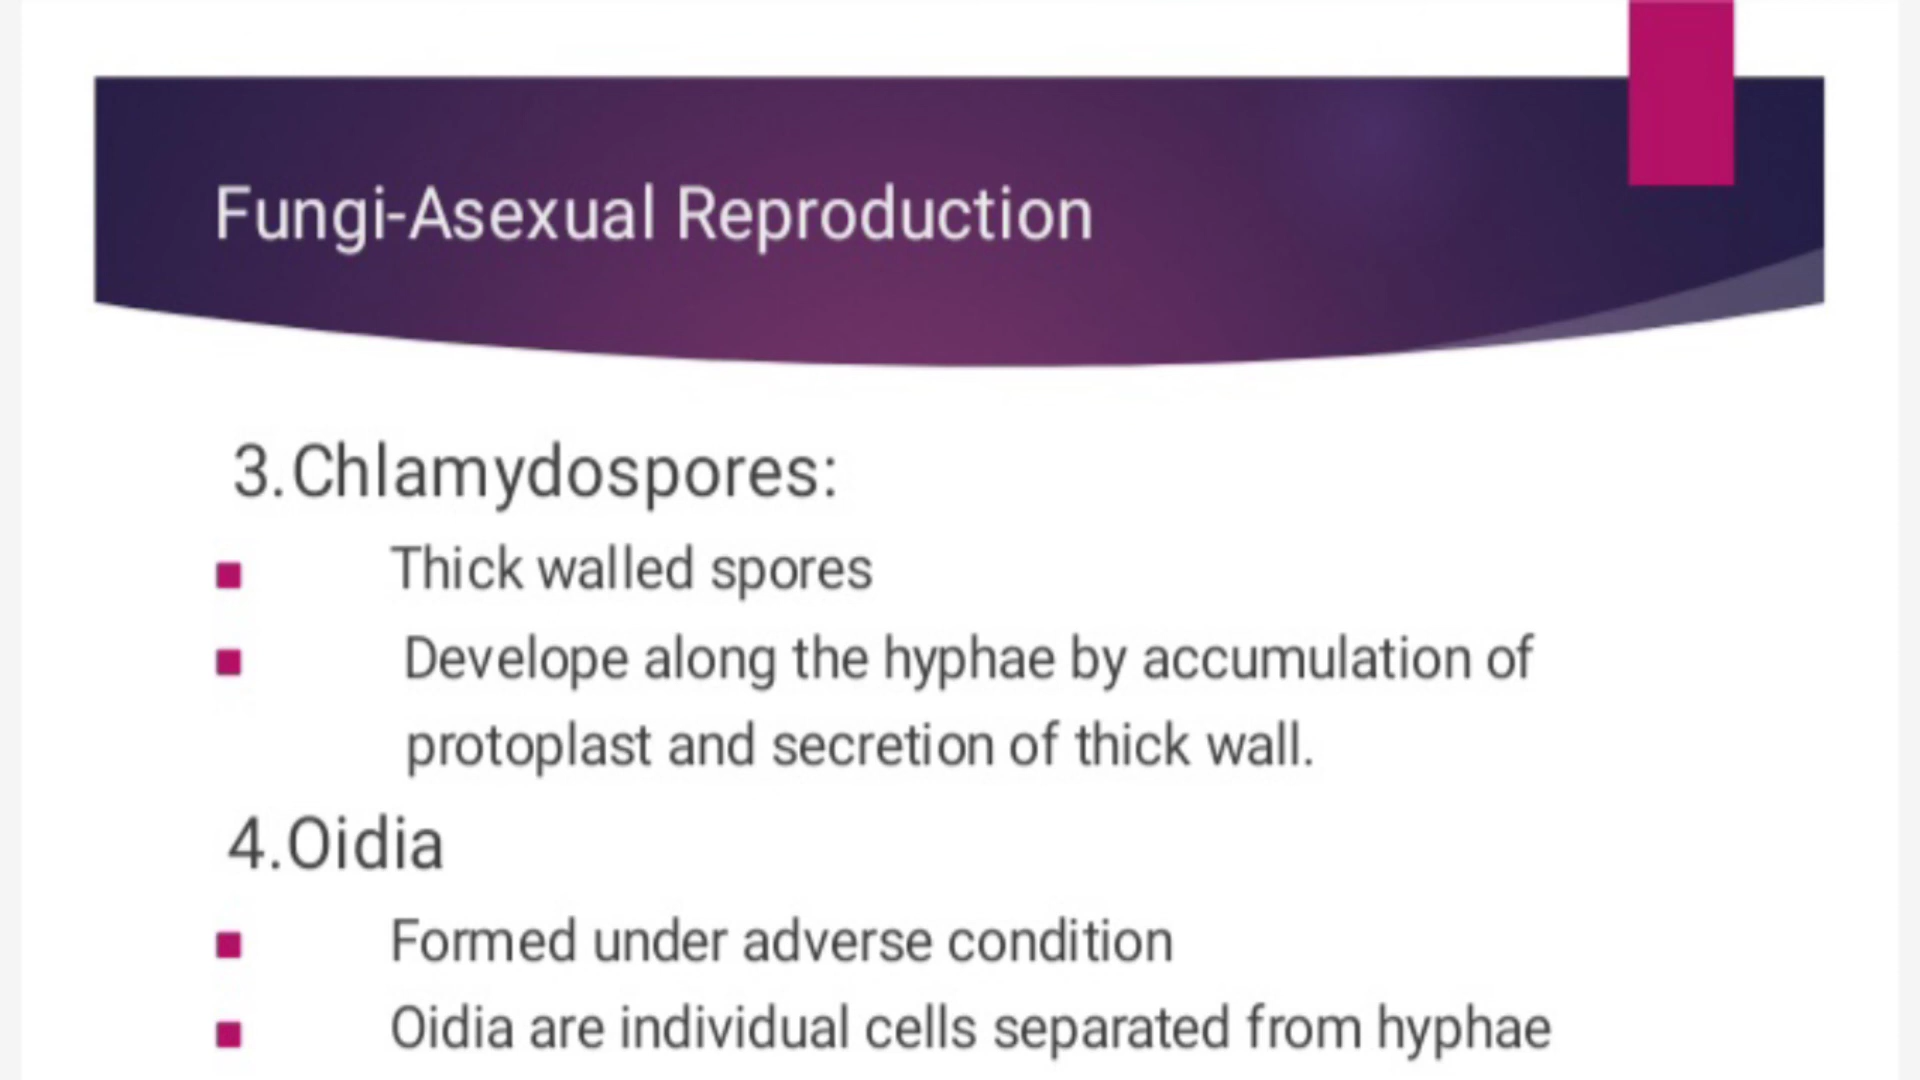 Fungi-Asexual Reproduction
3.Chlamydospores:
Thick walled spores
Develope along the hyphae by accumulation of
protoplast and secretion of thick wall.
4.Oidia
Formed under adverse condition
Oidia are individual cells separated from hyphae